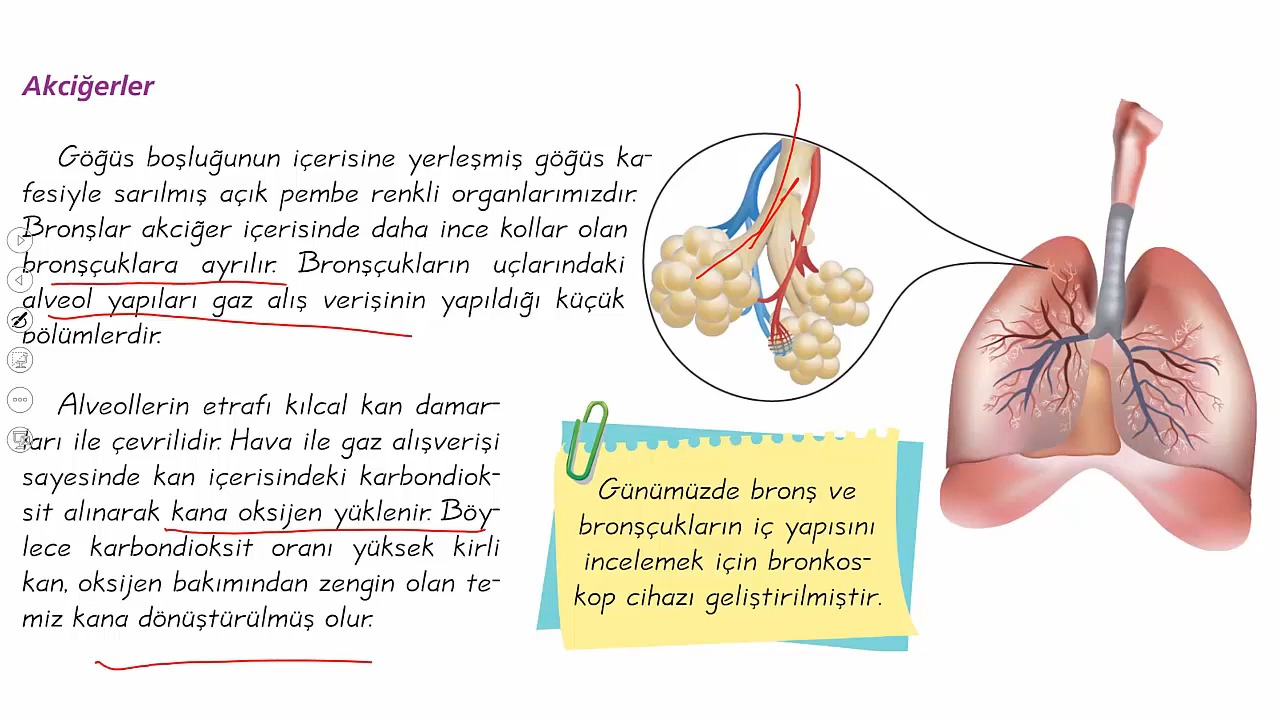 Akciğerler
Göğüs boşluğunun içerisine yerleşmiş göğüs ka-
fesiyle sarılmış açık pembe renkli organlarımızdır.
Bronşlar akciğer içerisinde daha ince kollar olan
bronşçuklara ayrılır. Bronşçukların uçlarındaki
alveol yapıları gaz alış verişinin yapıldığı küçük
bölümlerdir.
Alveollerin etrafı kılcal kan damar-
ları ile çevrilidir. Hava ile gaz alışverişi
sayesinde kan içerisindeki karbondiok-
sit alınarak kana oksijen yüklenir. Böy-
lece karbondioksit oranı yüksek kirli
kan, oksijen bakımından zengin olan te-
miz kana dönüştürülmüş olur.
Günümüzde bronş ve
bronşçukların iç yapısını
incelemek için bronkos-
kop cihazı geliştirilmiştir.